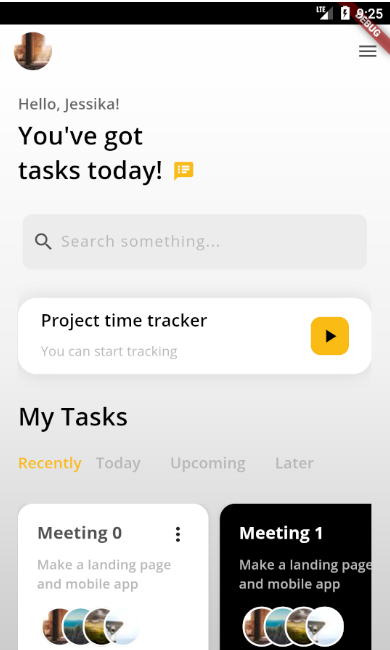 LTE 9:25
DEBUG
Hello, Jessika!
You've got
tasks today!
Search something...
Project time tracker
You can start tracking
My Tasks
Recently Today Upcoming Later
Meeting 0
Make a landing page
and mobile app
Meeting 1
Make a landing page
and mobile app